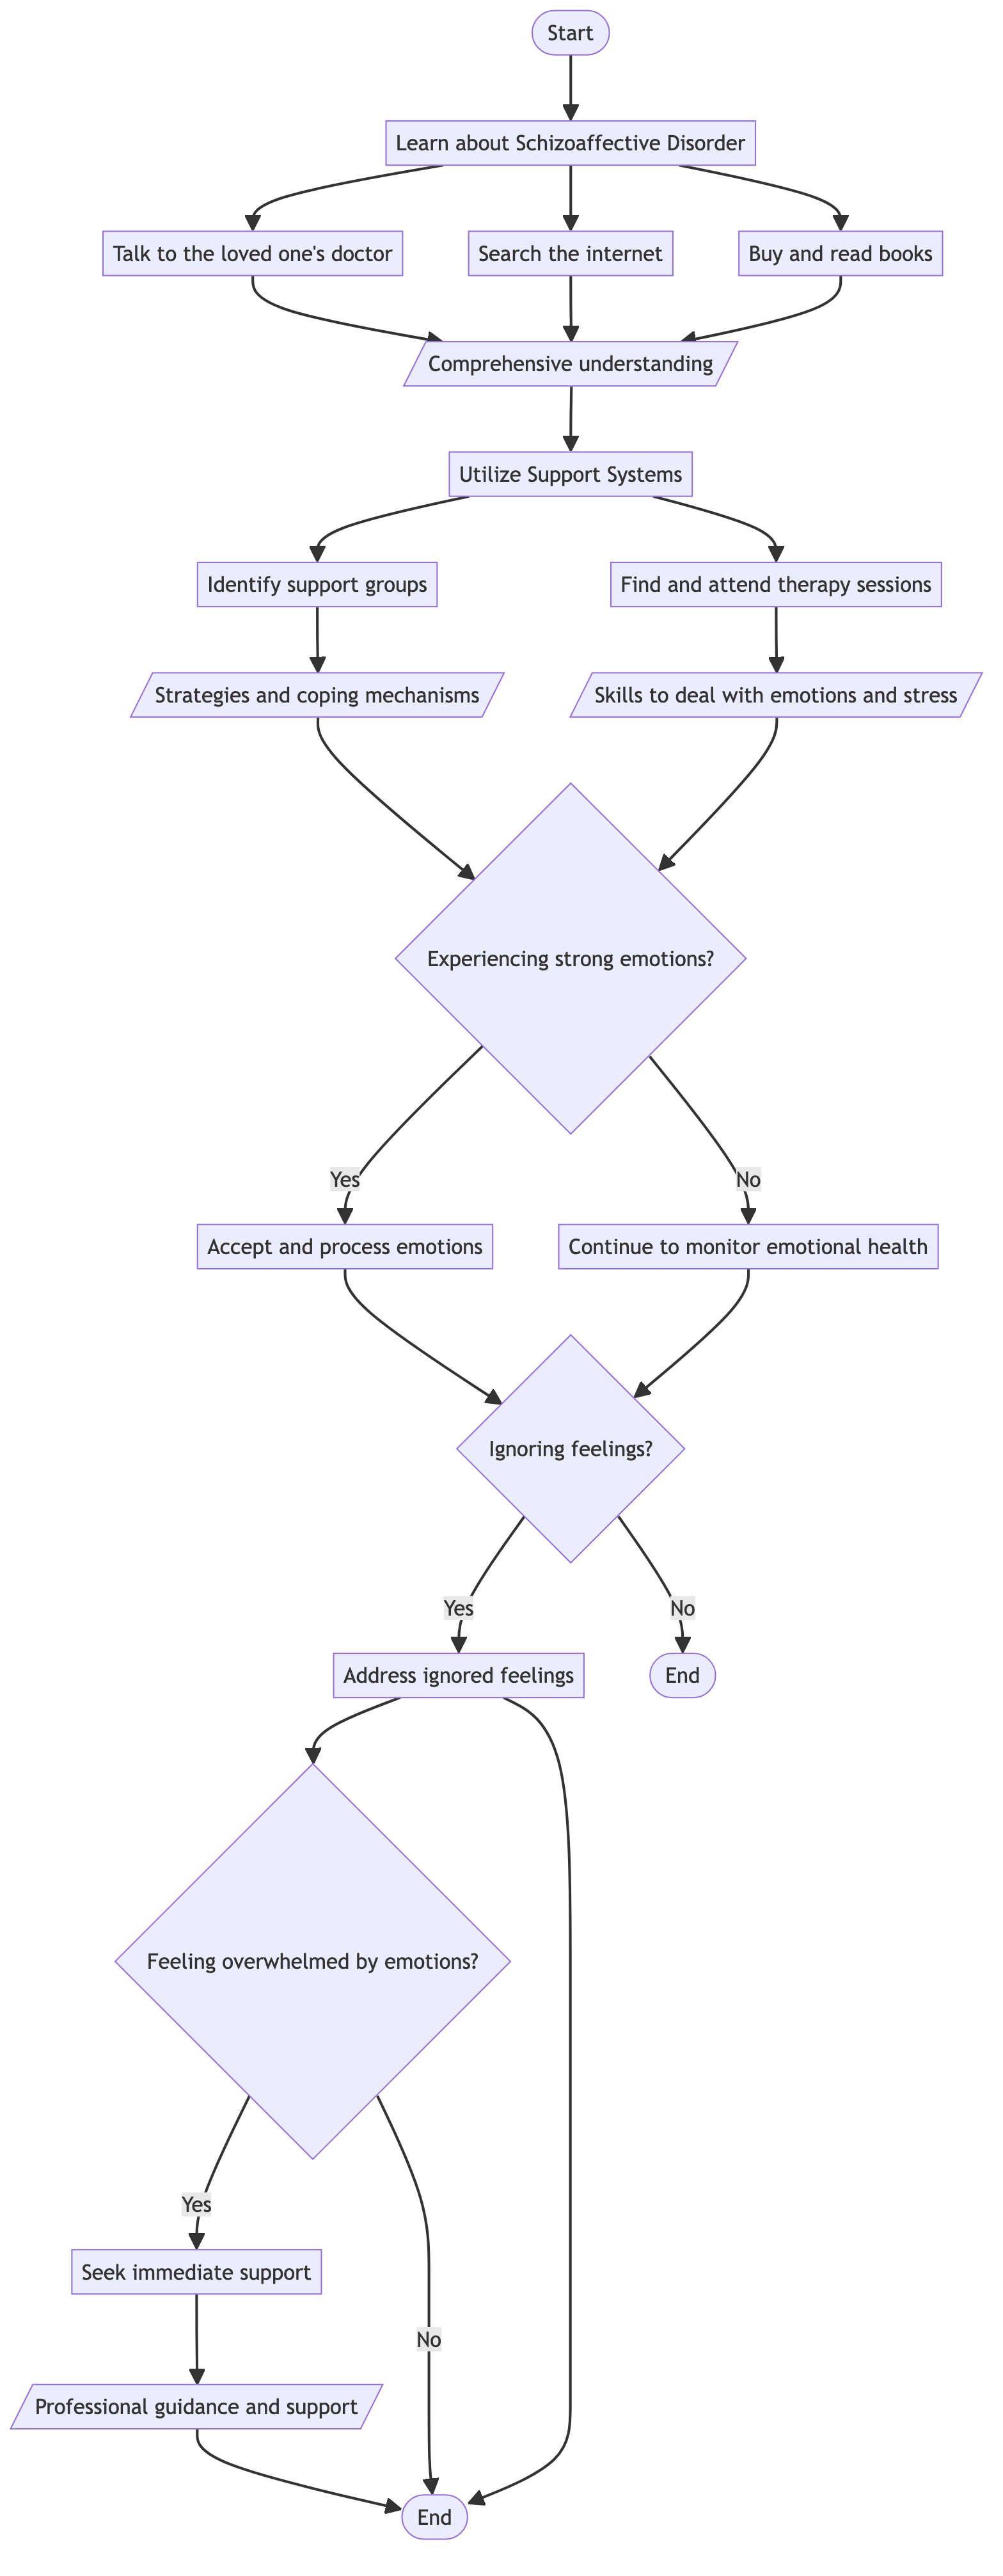 Start
Learn about Schizoaffective Disorder
Talk to the loved one's doctor
Search the internet
Buy and read books
Comprehensive understanding
Utilize Support Systems
Identify support groups
Find and attend therapy sessions
Strategies and coping mechanisms
Skills to deal with emotions and stress
Experiencing strong emotions?
Yes
No
Accept and process emotions
Continue to monitor emotional health
Ignoring feelings?
Yes
No
Address ignored feelings
End
Feeling overwhelmed by emotions?
Yes
Seek immediate support
No
Professional guidance and support
End